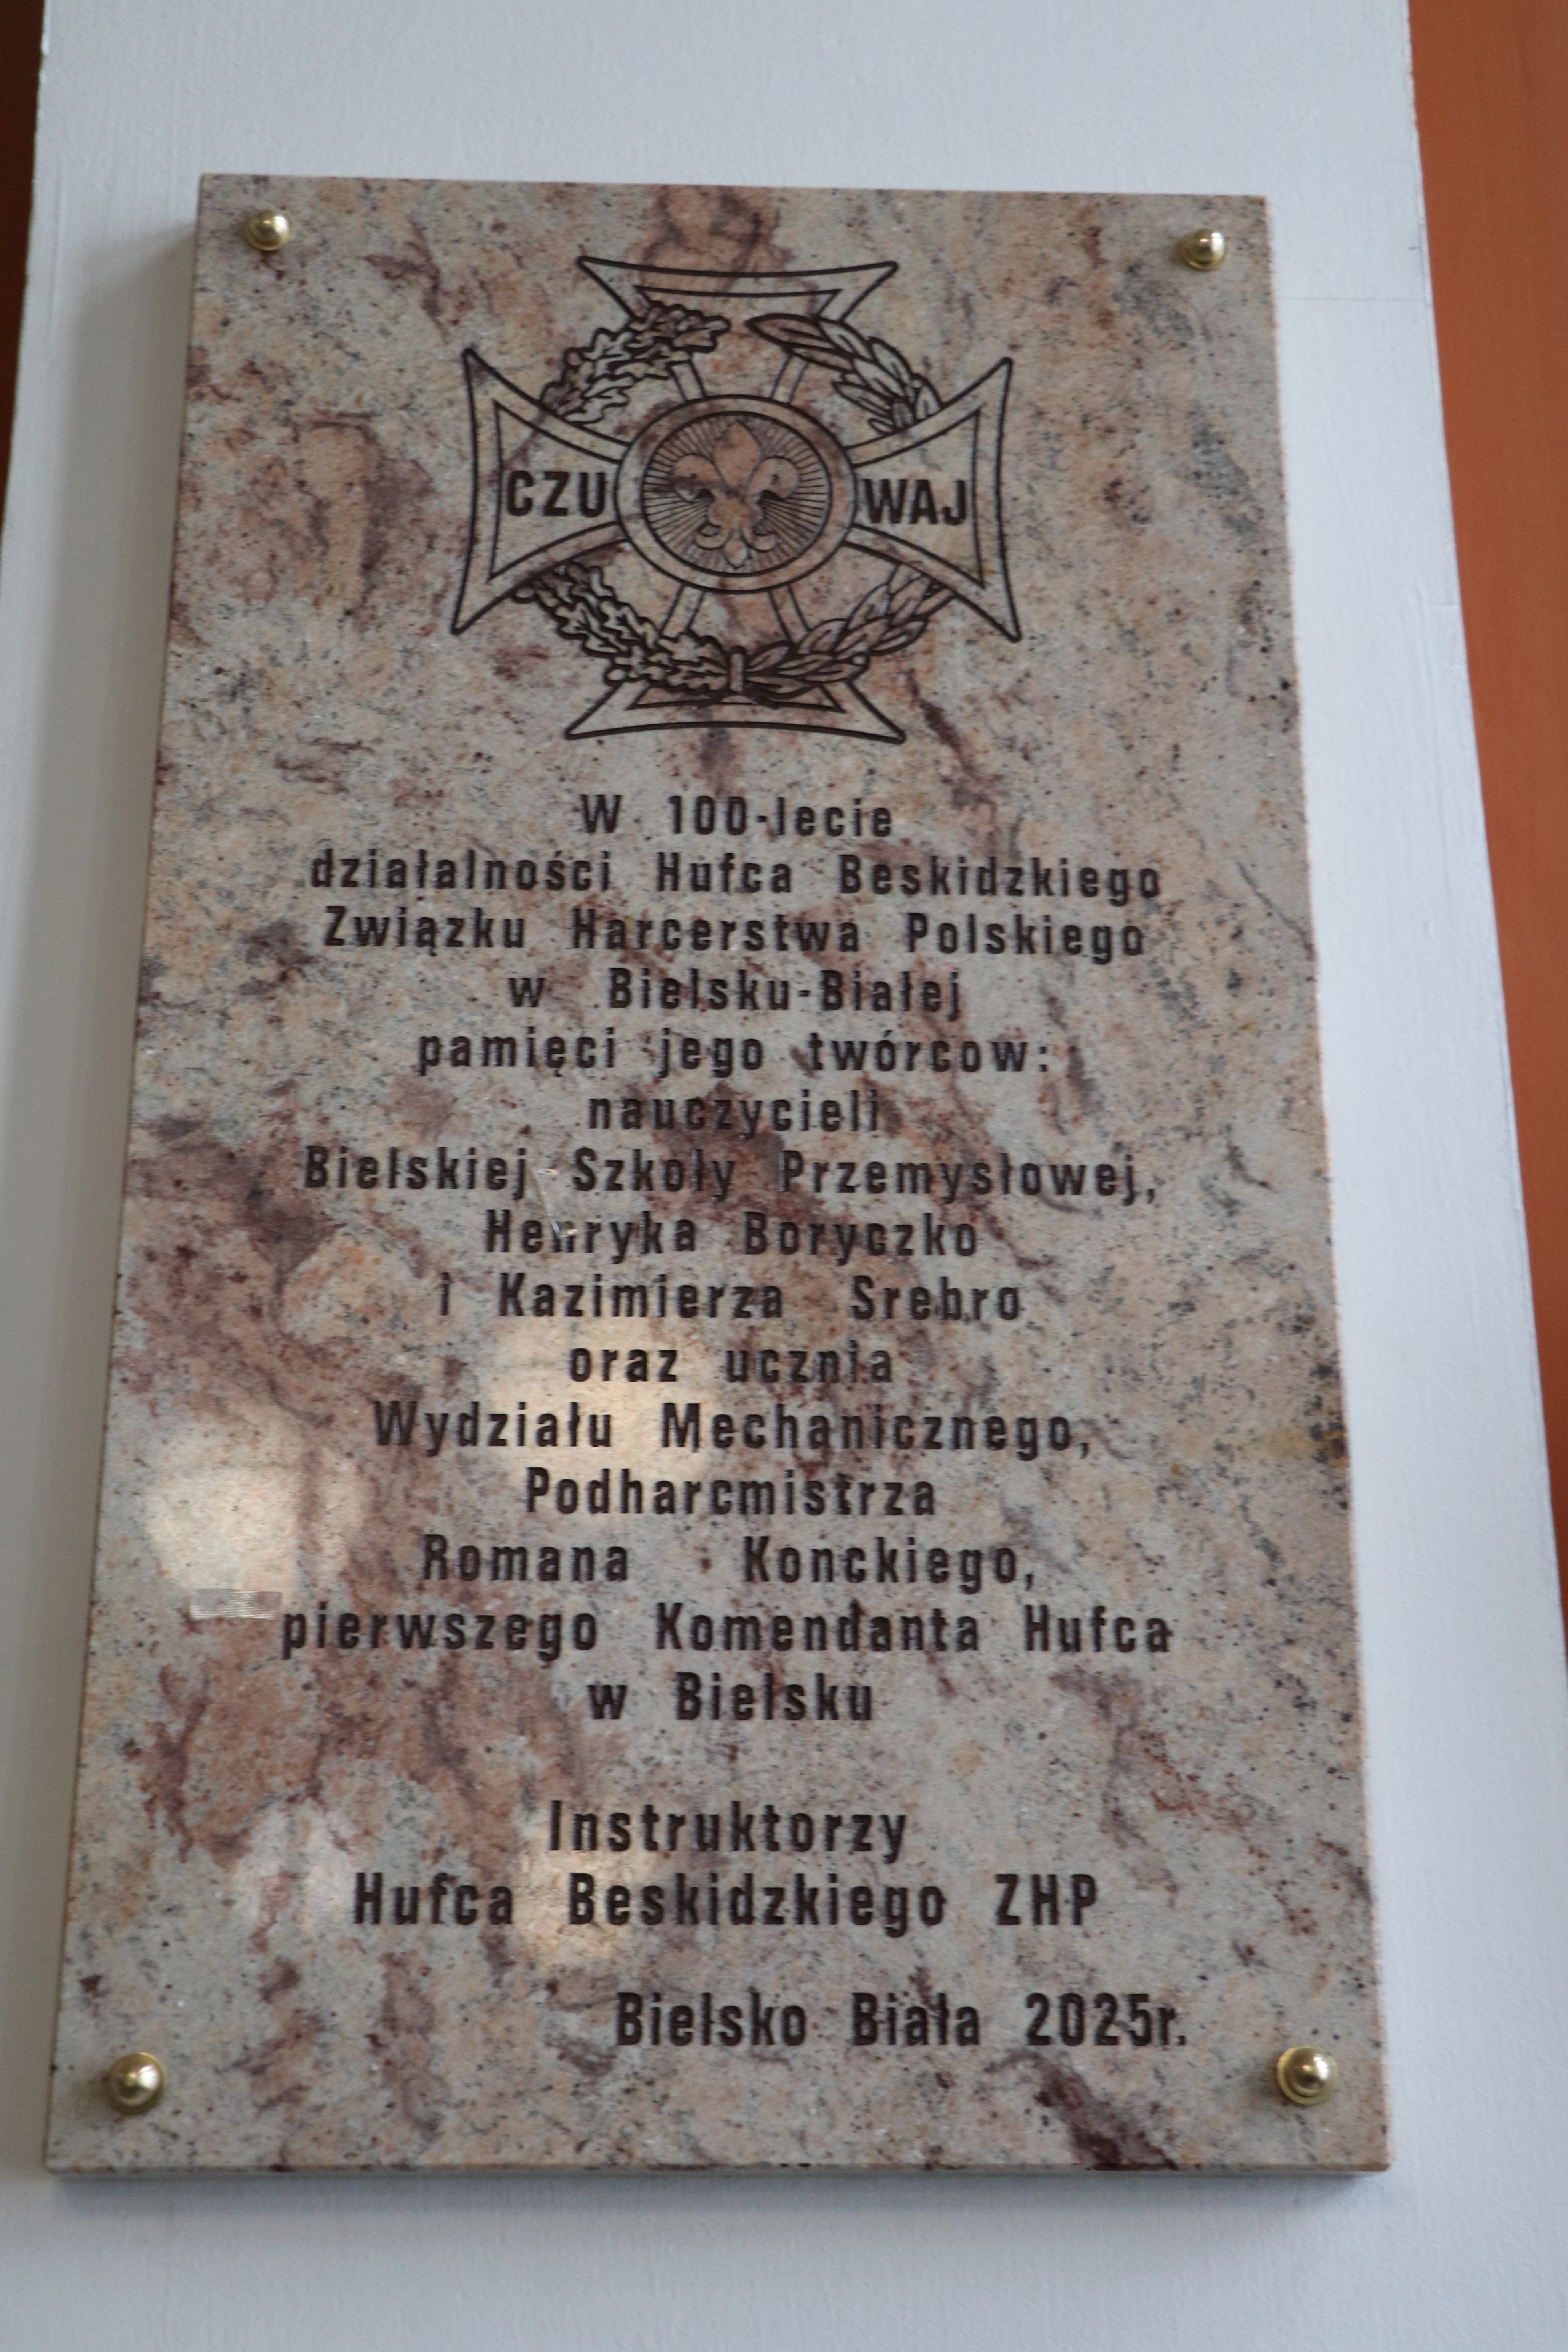 CZUWAJ
W 100-lecie
działalności Hufca Beskidzkiego
Związku Harcerstwa Polskiego
w Bielsku-Białej
pamięci jego twórcow:
nauczycieli
Bielskiej Szkoły Przemysłowej,
Henryka Boryczko
i Kazimierza Srebro
oraz ucznia
Wydziału Mechanicznego,
Podharcmistrza
Romana Konckiego,
pierwszego Komendanta Hufca
w Bielsku
Instruktorzy
Hufca Beskidzkiego ZHP
Bielsko Biała 2025r.